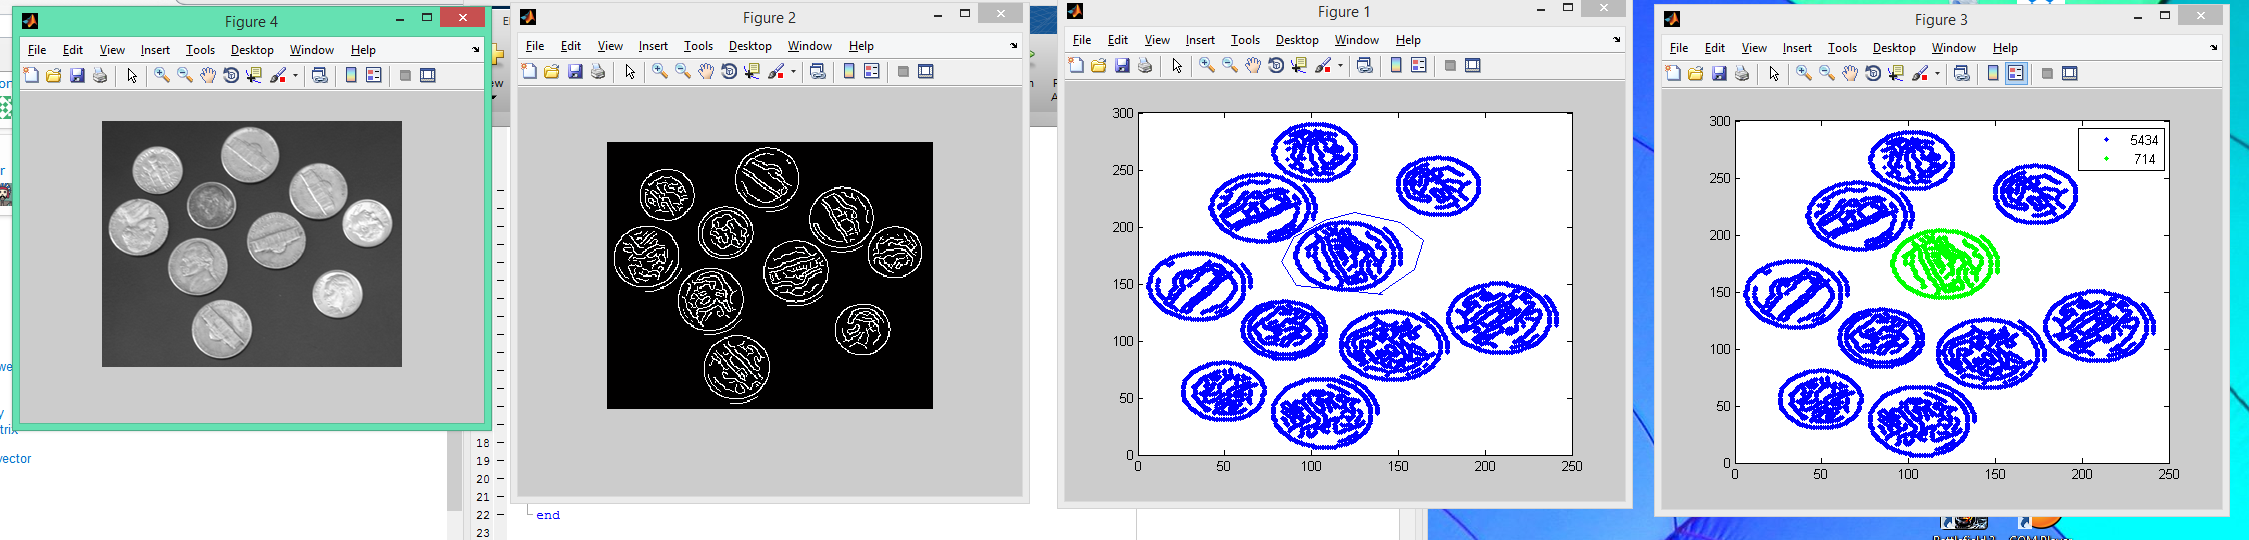 Figure 4
File Edit View Insert Tools Desktop Window Help
Figure 2
File Edit View Insert Tools Desktop Window Help
Figure 1
File Edit View Insert Tools Desktop Window Help
300
250
200
150
100
50
0
0 50 100 150 200 250
Figure 3
File Edit View Insert Tools Desktop Window Help
300
250
200
150
100
50
0
0 50 100 150 200 250
5434
714
vector
18
19
20
21
22
23
end